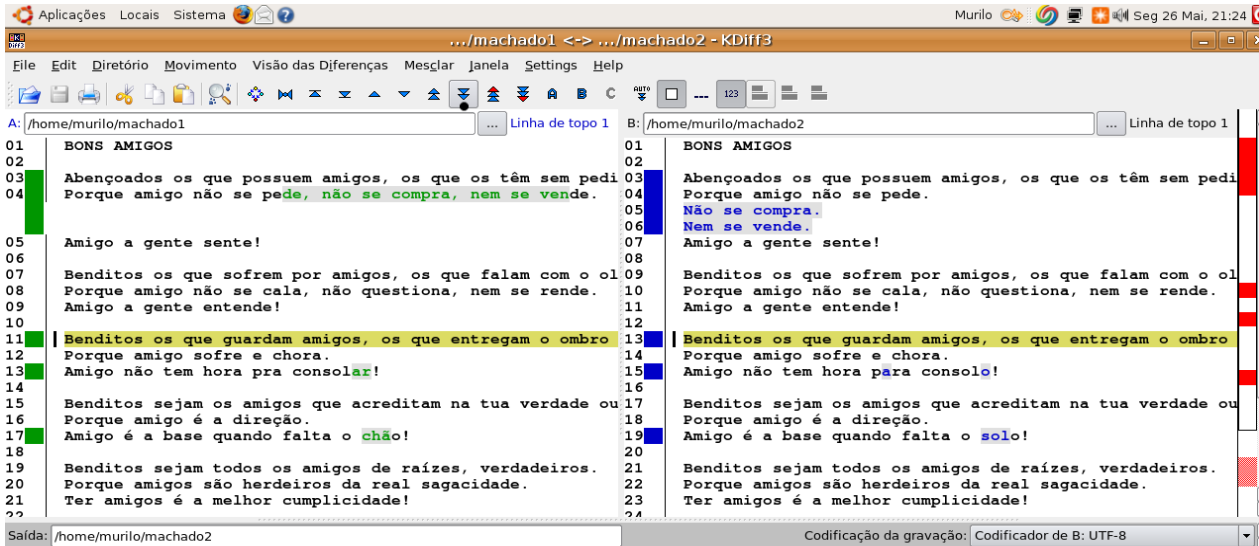 Aplicações Locais Sistema Murilo Seg 26 Mai, 21:24
.../machado1 <-> .../machado2 - KDiff3
File Edit Diretório Movimento Visão das Diferenças Mesclar Janela Settings Help
A B C AUTO 123
A: /home/murilo/machado1 ... Linha de topo 1
01 BONS AMIGOS
02
03 Abençoados os que possuem amigos, os que os têm sem pedi
04 Porque amigo não se pede, não se compra, nem se vende.
05 Amigo a gente sente!
06
07 Benditos os que sofrem por amigos, os que falam com o ol
08 Porque amigo não se cala, não questiona, nem se rende.
09 Amigo a gente entende!
10
11 Benditos os que guardam amigos, os que entregam o ombro
12 Porque amigo sofre e chora.
13 Amigo não tem hora pra consolar!
14
15 Benditos sejam os amigos que acreditam na tua verdade ou
16 Porque amigo é a direção.
17 Amigo é a base quando falta o chão!
18
19 Benditos sejam todos os amigos de raízes, verdadeiros.
20 Porque amigos são herdeiros da real sagacidade.
21 Ter amigos é a melhor cumplicidade!
22
B: /home/murilo/machado2 ... Linha de topo 1
01 BONS AMIGOS
02
03 Abençoados os que possuem amigos, os que os têm sem pedi
04 Porque amigo não se pede.
05 Não se compra.
06 Nem se vende.
07 Amigo a gente sente!
08
09 Benditos os que sofrem por amigos, os que falam com o ol
10 Porque amigo não se cala, não questiona, nem se rende.
11 Amigo a gente entende!
12
13 Benditos os que guardam amigos, os que entregam o ombro
14 Porque amigo sofre e chora.
15 Amigo não tem hora para consolo!
16
17 Benditos sejam os amigos que acreditam na tua verdade ou
18 Porque amigo é a direção.
19 Amigo é a base quando falta o solo!
20
21 Benditos sejam todos os amigos de raízes, verdadeiros.
22 Porque amigos são herdeiros da real sagacidade.
23 Ter amigos é a melhor cumplicidade!
24
Saída: /home/murilo/machado2 Codificação da gravação: Codificador de B: UTF-8